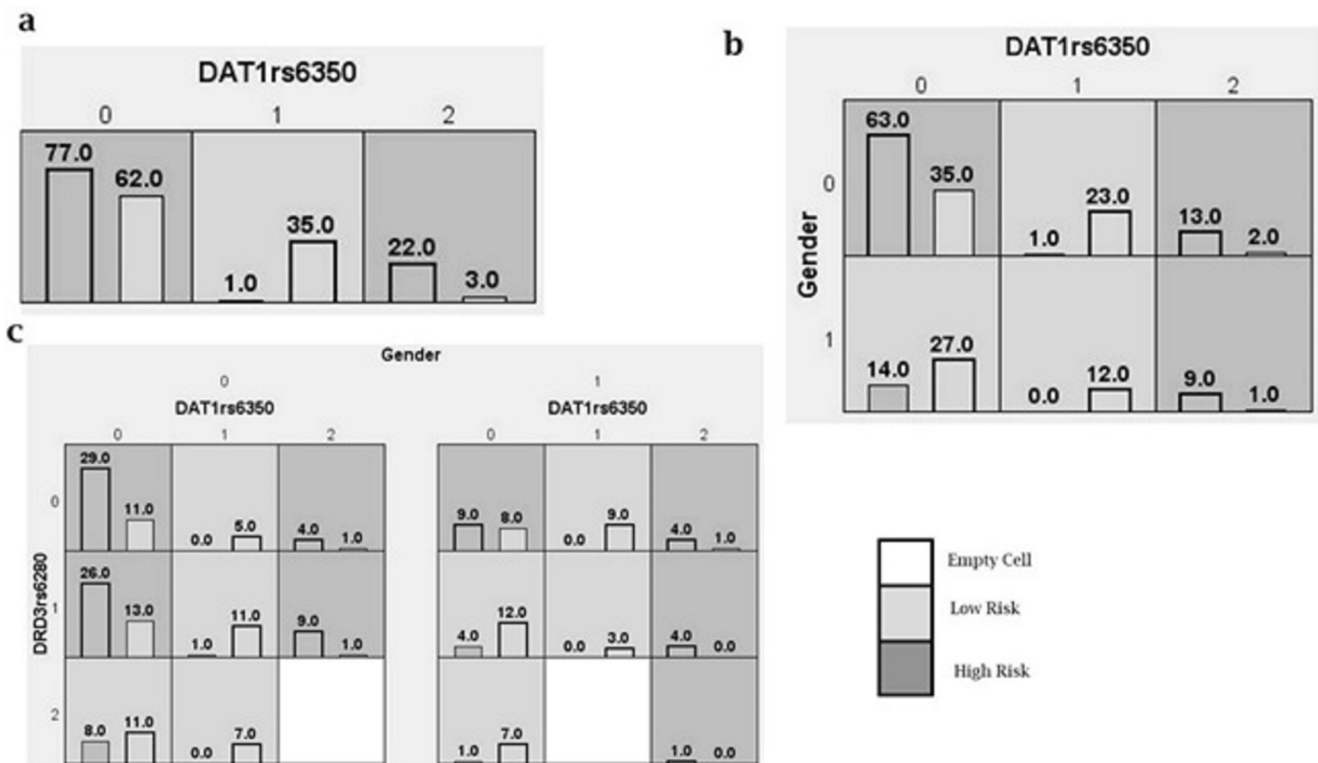 a
DAT1rs6350
0 1 2
77.0 62.0 1.0 35.0 22.0 3.0
b
DAT1rs6350
0 1 2
Gender
0
63.0 35.0 1.0 23.0 13.0 2.0
1
14.0 27.0 0.0 12.0 9.0 1.0
c
Gender
0 1
DAT1rs6350 DAT1rs6350
0 1 2 0 1 2
DRD3rs6280
0
29.0 11.0 0.0 5.0 4.0 1.0 9.0 8.0 0.0 9.0 4.0 1.0
1
26.0 13.0 1.0 11.0 9.0 1.0 4.0 12.0 0.0 3.0 4.0 0.0
2
8.0 11.0 0.0 7.0 1.0 7.0 1.0 0.0
Empty Cell
Low Risk
High Risk